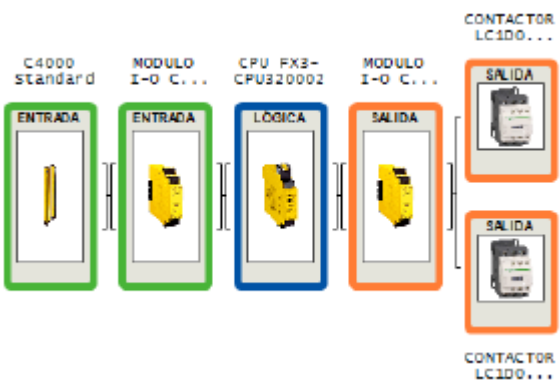 C4000
Standard
ENTRADA
MODULO
I-O C...
ENTRADA
CPU FX3-
CPU320002
LÓGICA
MODULO
I-O C...
SALIDA
CONTACTOR
LC1D0...
SALIDA
SALIDA
CONTACTOR
LC1D0...